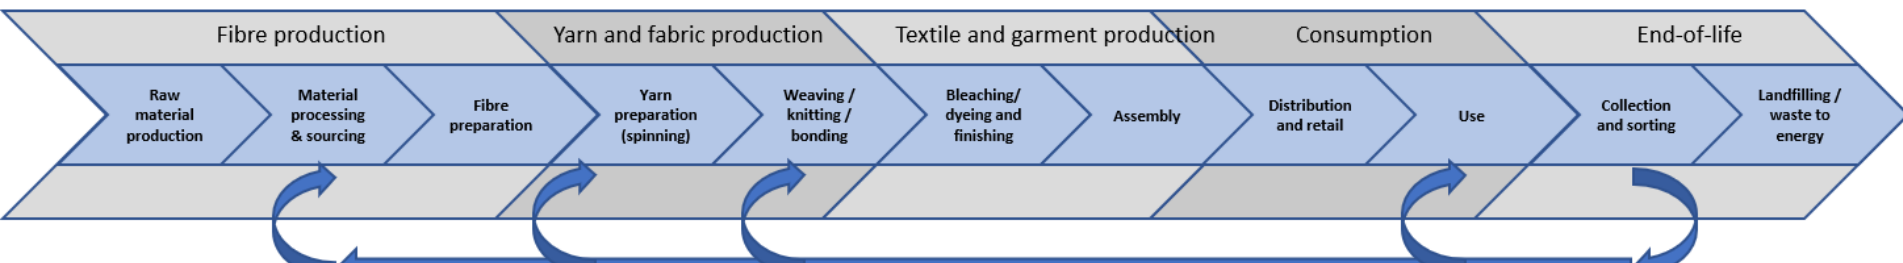 Fibre production
Yarn and fabric production
Textile and garment production
Consumption
End-of-life
Raw
material
production
Material
processing
& sourcing
Fibre
preparation
Yarn
preparation
(spinning)
Weaving /
knitting /
bonding
Bleaching/
dyeing and
finishing
Assembly
Distribution
and retail
Use
Collection
and sorting
Landfilling /
waste to
energy